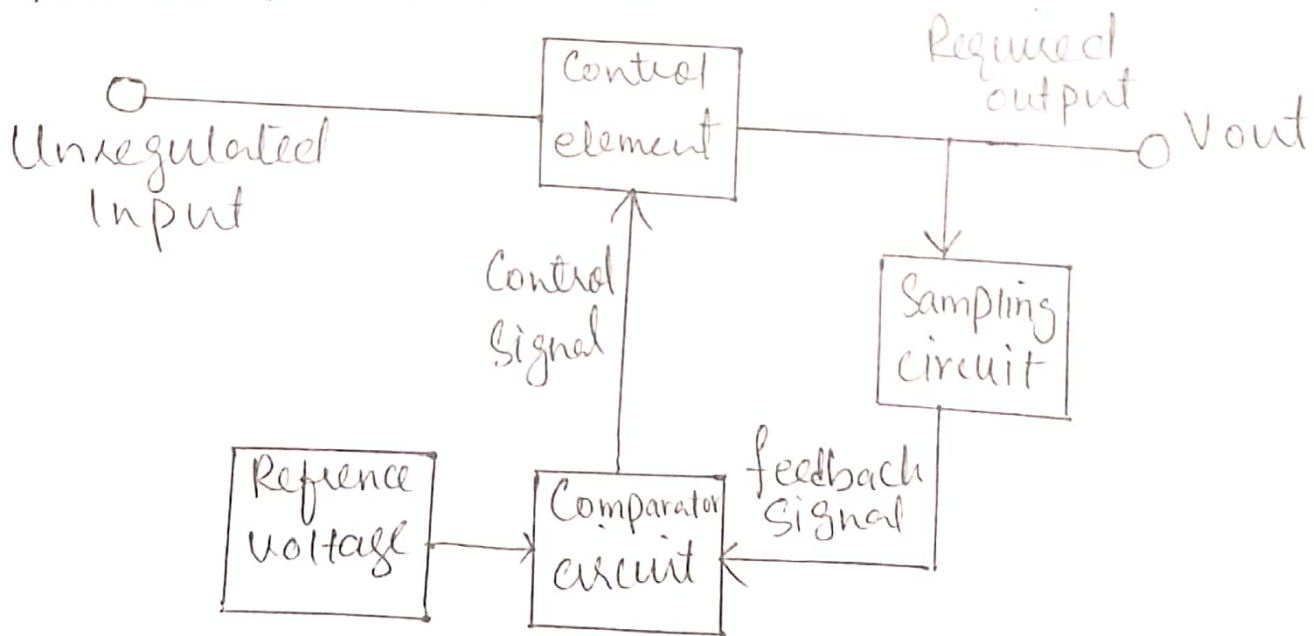 Control
element
Required
output
Vout
Unregulated
Input
Control
Signal
Sampling
circuit
feedback
Signal
Refrence
voltage
Comparator
circuit